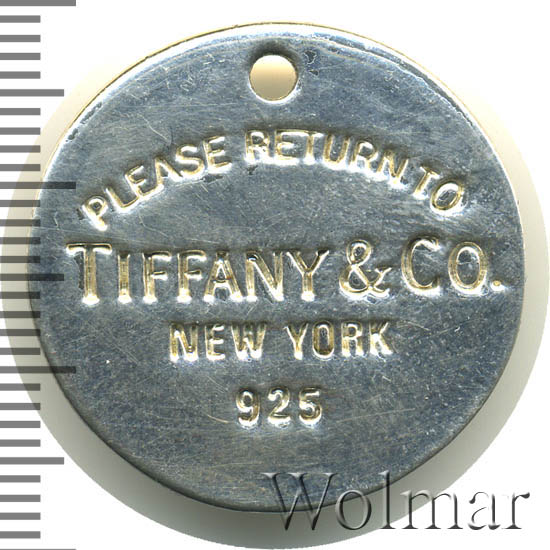 PLEASE RETURN TO
TIFFANY & CO.
NEW YORK
925
Wolmar